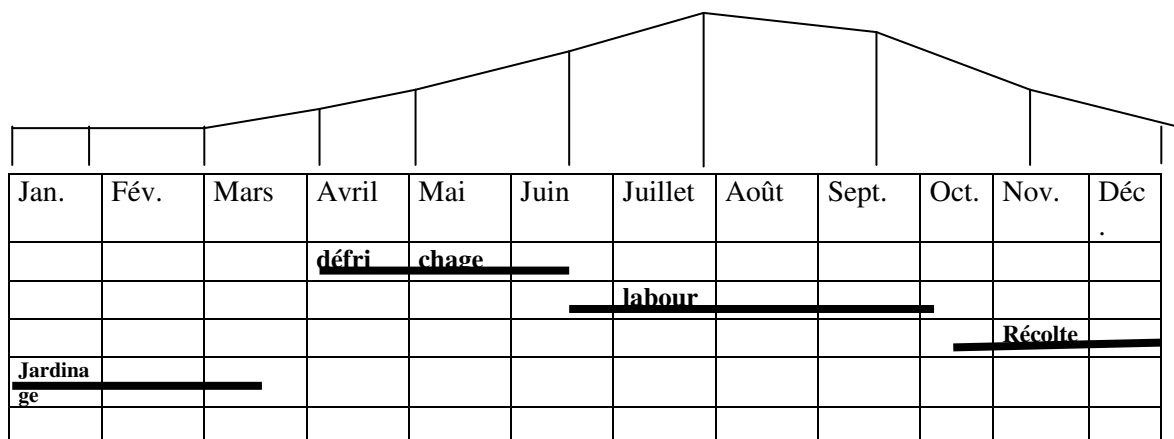 Jan. Fév. Mars Avril Mai Juin Juillet Août Sept. Oct. Nov. Déc
.
défri chage
labour
Récolte
Jardina
ge